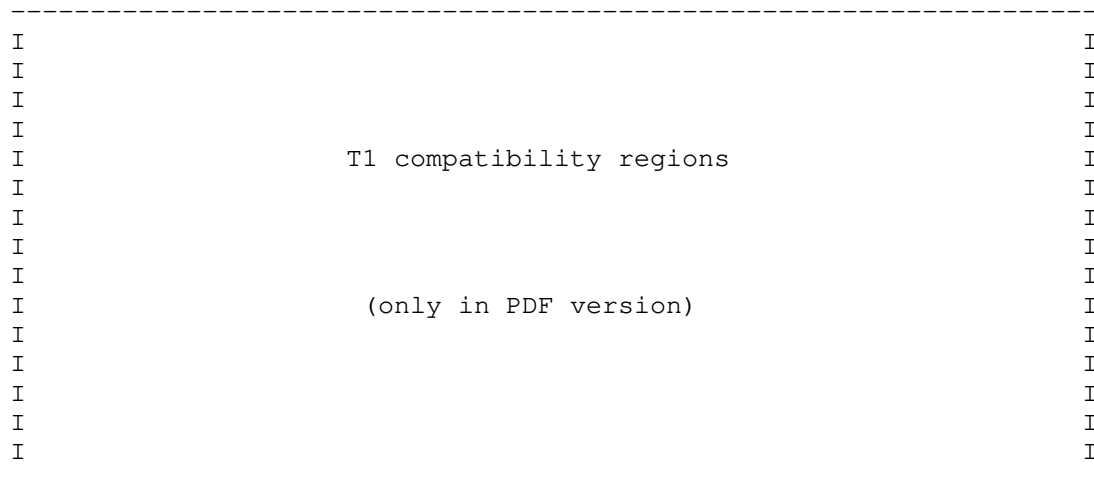 --------------------------------------------------------------------
I I
I I
I I
I I
I T1 compatibility regions I
I I
I I
I I
I I
I (only in PDF version) I
I I
I I
I I
I I
I I